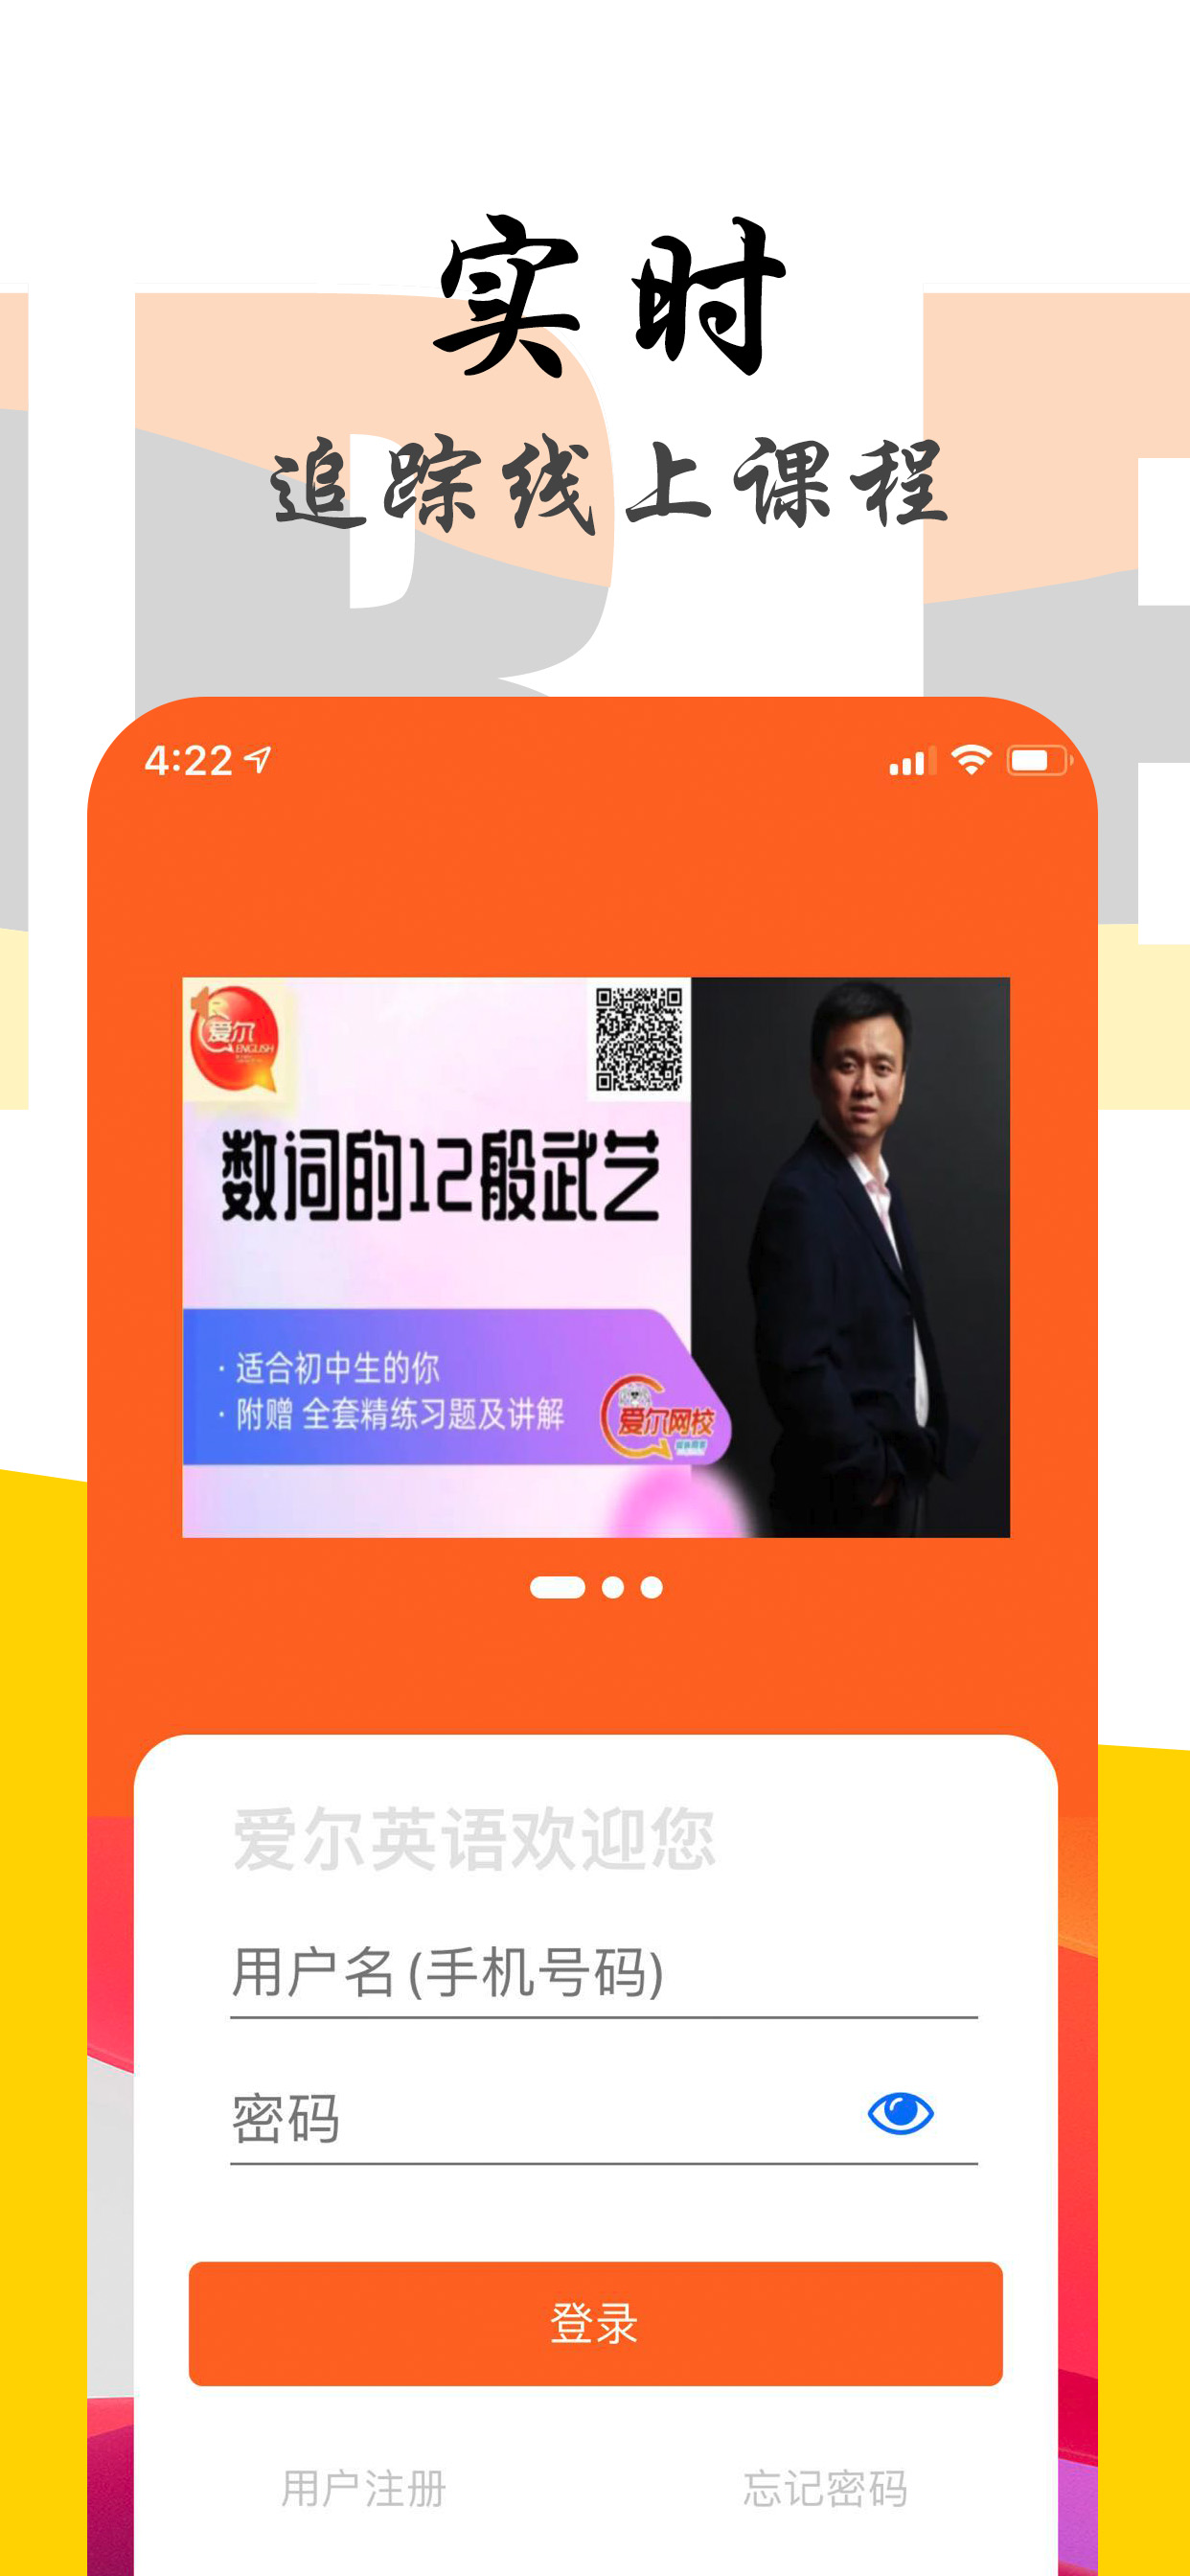 实时
追踪线上课程
4:22
爱尔
ENGLISH
数词的12般武艺
· 适合初中生的你
· 附赠 全套精练习题及讲解
爱尔网校
爱尔英语欢迎您
用户名(手机号码)
密码
登录
用户注册
忘记密码